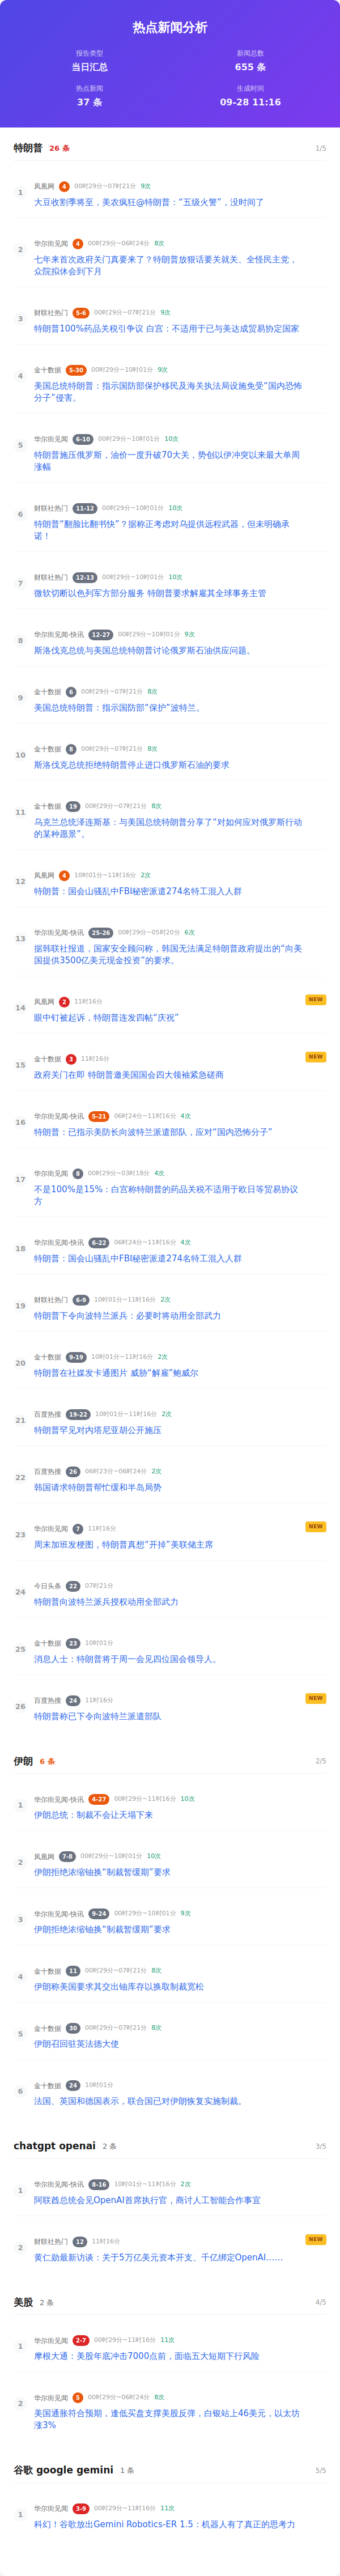 热点新闻分析
报告类型
新闻总数
当日汇总
655 条
热点新闻
生成时间
37 条
09-28 11:16
特朗普 26 条 1/5
1
凤凰网 4 00时29分~07时21分 9次
大豆收割季将至，美农疯狂@特朗普：“五级火警”，没时间了
2
华尔街见闻 4 00时29分~06时24分 8次
七年来首次政府关门真要来了？特朗普放狠话要关就关、全怪民主党，
众院拟休会到下月
3
财联社热门 5-6 00时29分~07时21分 9次
特朗普100%药品关税引争议 白宫：不适用于已与美达成贸易协定国家
4
金十数据 5-30 00时29分~10时01分 9次
美国总统特朗普：指示国防部保护移民及海关执法局设施免受“国内恐怖
分子”侵害。
5
华尔街见闻 6-10 00时29分~10时01分 10次
特朗普施压俄罗斯，油价一度升破70大关，势创以伊冲突以来最大单周
涨幅
6
财联社热门 11-12 00时29分~10时01分 10次
特朗普“翻脸比翻书快”？据称正考虑对乌提供远程武器，但未明确承
诺！
7
财联社热门 12-13 00时29分~10时01分 10次
微软切断以色列军方部分服务 特朗普要求解雇其全球事务主管
8
华尔街见闻-快讯 12-27 00时29分~10时01分 9次
斯洛伐克总统与美国总统特朗普讨论俄罗斯石油供应问题。
9
金十数据 6 00时29分~07时21分 8次
美国总统特朗普：指示国防部“保护”波特兰。
10
金十数据 8 00时29分~07时21分 8次
斯洛伐克总统拒绝特朗普停止进口俄罗斯石油的要求
11
金十数据 19 00时29分~07时21分 8次
乌克兰总统泽连斯基：与美国总统特朗普分享了“对如何应对俄罗斯行动
的某种愿景”。
12
凤凰网 4 10时01分~11时16分 2次
特朗普：国会山骚乱中FBI秘密派遣274名特工混入人群
13
华尔街见闻-快讯 25-26 00时29分~05时20分 6次
据韩联社报道，国家安全顾问称，韩国无法满足特朗普政府提出的“向美
国提供3500亿美元现金投资”的要求。
14
凤凰网 2 11时16分 NEW
眼中钉被起诉，特朗普连发四帖“庆祝”
15
金十数据 3 11时16分 NEW
政府关门在即 特朗普邀美国国会四大领袖紧急磋商
16
华尔街见闻-快讯 5-21 06时24分~11时16分 4次
特朗普：已指示美防长向波特兰派遣部队，应对“国内恐怖分子”
17
华尔街见闻 8 00时29分~03时18分 4次
不是100%是15%：白宫称特朗普的药品关税不适用于欧日等贸易协议
方
18
华尔街见闻-快讯 6-22 06时24分~11时16分 4次
特朗普：国会山骚乱中FBI秘密派遣274名特工混入人群
19
财联社热门 6-9 10时01分~11时16分 2次
特朗普下令向波特兰派兵：必要时将动用全部武力
20
金十数据 9-19 10时01分~11时16分 2次
特朗普在社媒发卡通图片 威胁“解雇”鲍威尔
21
百度热搜 19-22 10时01分~11时16分 2次
特朗普罕见对内塔尼亚胡公开施压
22
百度热搜 26 06时23分~06时24分 2次
韩国请求特朗普帮忙缓和半岛局势
23
华尔街见闻 7 11时16分 NEW
周末加班发梗图，特朗普真想“开掉”美联储主席
24
今日头条 22 07时21分
特朗普向波特兰派兵授权动用全部武力
25
金十数据 23 10时01分
消息人士：特朗普将于周一会见四位国会领导人。
26
百度热搜 24 11时16分 NEW
特朗普称已下令向波特兰派遣部队
伊朗 6 条 2/5
1
华尔街见闻-快讯 4-27 00时29分~11时16分 10次
伊朗总统：制裁不会让天塌下来
2
凤凰网 7-8 00时29分~10时01分 10次
伊朗拒绝浓缩铀换“制裁暂缓期”要求
3
华尔街见闻-快讯 9-24 00时29分~10时01分 9次
伊朗拒绝浓缩铀换“制裁暂缓期”要求
4
金十数据 11 00时29分~07时21分 8次
伊朗称美国要求其交出铀库存以换取制裁宽松
5
金十数据 30 00时29分~07时21分 8次
伊朗召回驻英法德大使
6
金十数据 24 10时01分
法国、英国和德国表示，联合国已对伊朗恢复实施制裁。
chatgpt openai 2 条 3/5
1
华尔街见闻-快讯 8-16 10时01分~11时16分 2次
阿联酋总统会见OpenAI首席执行官，商讨人工智能合作事宜
2
财联社热门 12 11时16分 NEW
黄仁勋最新访谈：关于5万亿美元资本开支、千亿绑定OpenAI……
美股 2 条 4/5
1
华尔街见闻 2-7 00时29分~11时16分 11次
摩根大通：美股年底冲击7000点前，面临五大短期下行风险
2
华尔街见闻 5 00时29分~06时24分 8次
美国通胀符合预期，逢低买盘支撑美股反弹，白银站上46美元，以太坊
涨3%
谷歌 google gemini 1 条 5/5
1
华尔街见闻 3-9 00时29分~11时16分 11次
科幻！谷歌放出Gemini Robotics-ER 1.5：机器人有了真正的思考力